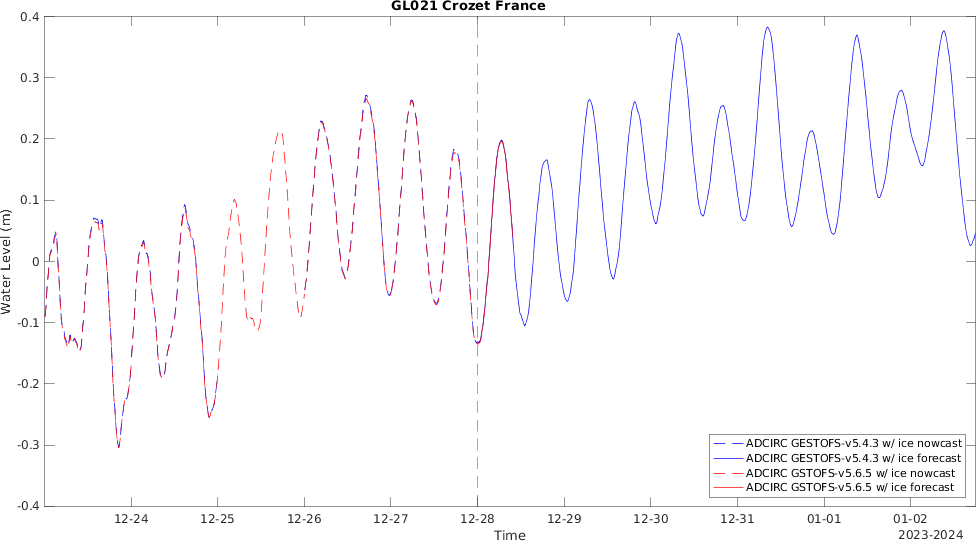 GL021 Crozet France
0.4
0.3
0.2
0.1
0
-0.1
-0.2
-0.3
-0.4
Water Level (m)
12-24 12-25 12-26 12-27 12-28 12-29 12-30 12-31 01-01 01-02
Time
2023-2024
ADCIRC GESTOFS-v5.4.3 w/ ice nowcast
ADCIRC GESTOFS-v5.4.3 w/ ice forecast
ADCIRC GSTOFS-v5.6.5 w/ ice nowcast
ADCIRC GSTOFS-v5.6.5 w/ ice forecast